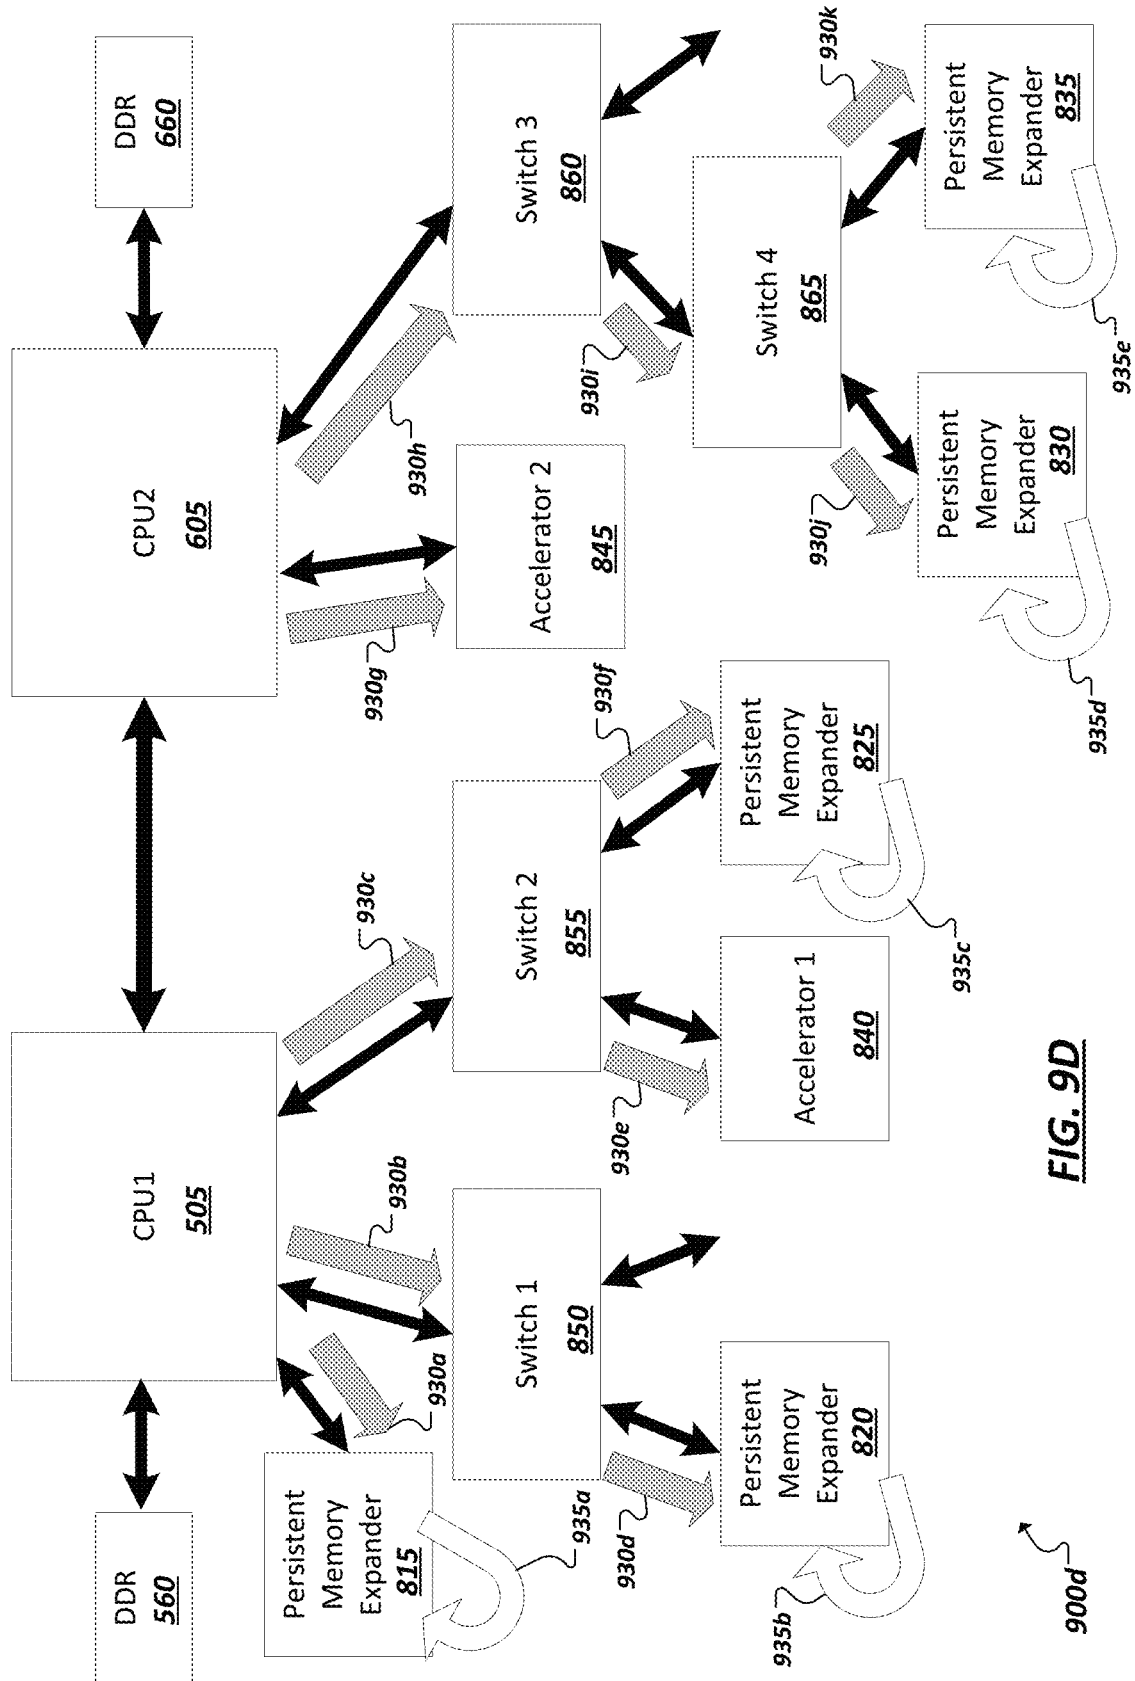 DDR
560
CPU1
505
CPU2
605
DDR
660
Persistent
Memory
Expander
815
930a
930b
930c
930g
930h
935a
Switch 1
850
Switch 2
855
Accelerator 2
845
Switch 3
860
930d
930e
930f
930i
Persistent
Memory
Expander
820
935b
Accelerator 1
840
Persistent
Memory
Expander
825
935c
Switch 4
865
930j
930k
Persistent
Memory
Expander
830
935d
Persistent
Memory
Expander
835
935e
900d
FIG. 9D